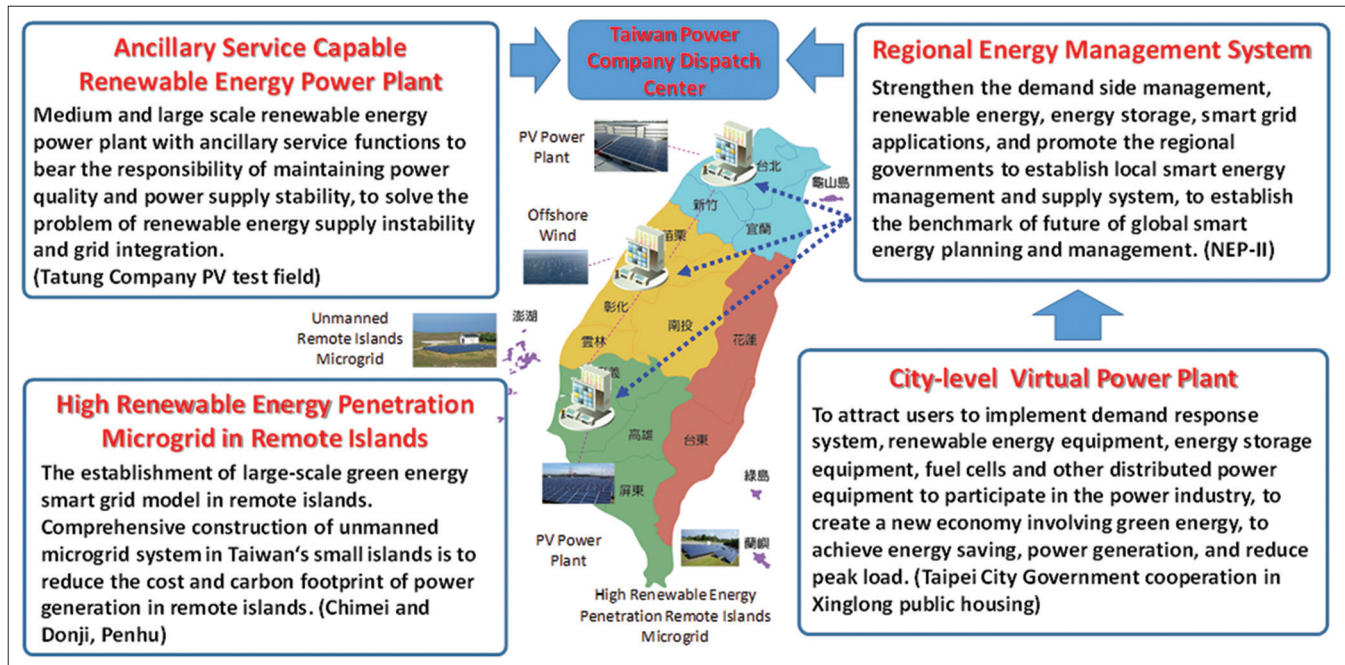 Ancillary Service Capable
Renewable Energy Power Plant
Medium and large scale renewable energy
power plant with ancillary service functions to
bear the responsibility of maintaining power
quality and power supply stability, to solve the
problem of renewable energy supply instability
and grid integration.
(Tatung Company PV test field)
Taiwan Power
Company Dispatch
Center
Regional Energy Management System
Strengthen the demand side management,
renewable energy, energy storage, smart grid
applications, and promote the regional
governments to establish local smart energy
management and supply system, to establish
the benchmark of future of global smart
energy planning and management. (NEP-II)
PV Power
Plant
台北
龜山島
新竹
Offshore
Wind
宜蘭
苗栗
彰化
南投
花蓮
雲林
Unmanned
Remote Islands
Microgrid
澎湖
義
高雄
台東
綠島
屏東
蘭嶼
PV Power
Plant
High Renewable Energy
Penetration Remote Islands
Microgrid
High Renewable Energy Penetration
Microgrid in Remote Islands
The establishment of large-scale green energy
smart grid model in remote islands.
Comprehensive construction of unmanned
microgrid system in Taiwan‘s small islands is to
reduce the cost and carbon footprint of power
generation in remote islands. (Chimei and
Donji, Penhu)
City-level Virtual Power Plant
To attract users to implement demand response
system, renewable energy equipment, energy storage
equipment, fuel cells and other distributed power
equipment to participate in the power industry, to
create a new economy involving green energy, to
achieve energy saving, power generation, and reduce
peak load. (Taipei City Government cooperation in
Xinglong public housing)